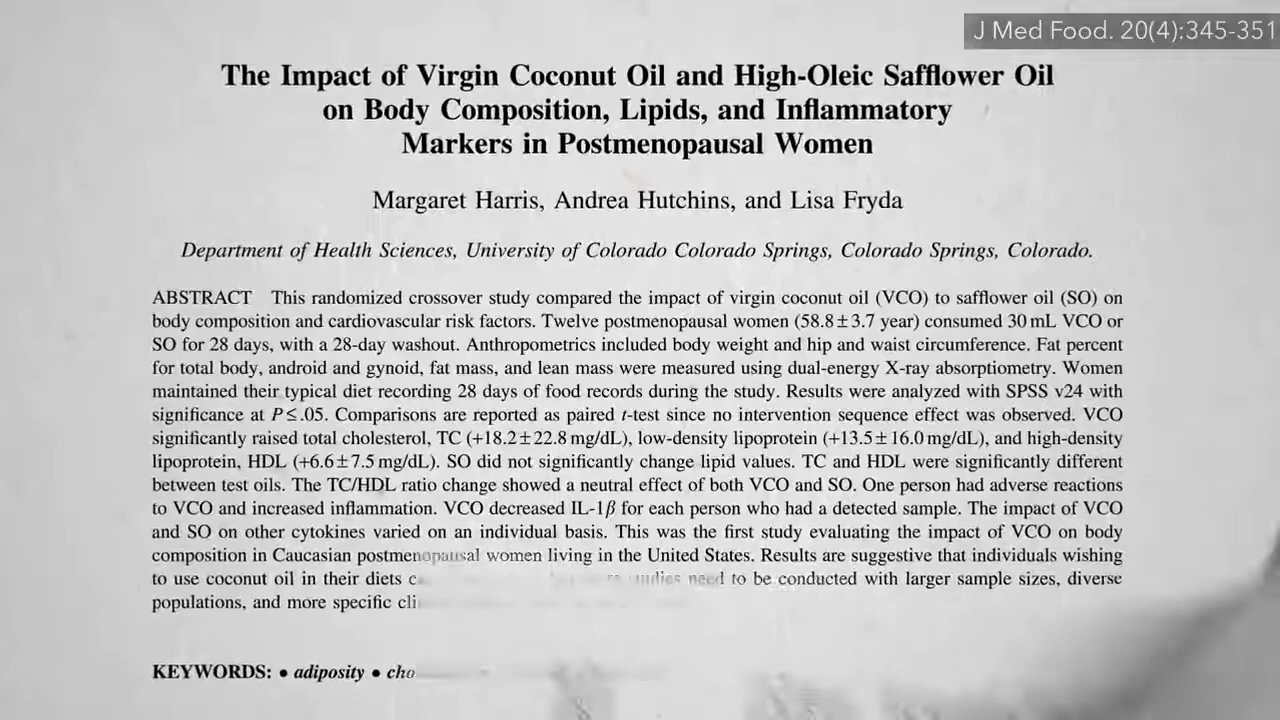 J Med Food. 20(4):345-351
The Impact of Virgin Coconut Oil and High-Oleic Safflower Oil
on Body Composition, Lipids, and Inflammatory
Markers in Postmenopausal Women
Margaret Harris, Andrea Hutchins, and Lisa Fryda
Department of Health Sciences, University of Colorado Colorado Springs, Colorado Springs, Colorado.
ABSTRACT This randomized crossover study compared the impact of virgin coconut oil (VCO) to safflower oil (SO) on
body composition and cardiovascular risk factors. Twelve postmenopausal women (58.8±3.7 year) consumed 30 mL VCO or
SO for 28 days, with a 28-day washout. Anthropometrics included body weight and hip and waist circumference. Fat percent
for total body, android and gynoid, fat mass, and lean mass were measured using dual-energy X-ray absorptiometry. Women
maintained their typical diet recording 28 days of food records during the study. Results were analyzed with SPSS v24 with
significance at P≤.05. Comparisons are reported as paired t-test since no intervention sequence effect was observed. VCO
significantly raised total cholesterol, TC (+18.2±22.8 mg/dL), low-density lipoprotein (+13.5±16.0 mg/dL), and high-density
lipoprotein, HDL (+6.6±7.5 mg/dL). SO did not significantly change lipid values. TC and HDL were significantly different
between test oils. The TC/HDL ratio change showed a neutral effect of both VCO and SO. One person had adverse reactions
to VCO and increased inflammation. VCO decreased IL-1β for each person who had a detected sample. The impact of VCO
and SO on other cytokines varied on an individual basis. This was the first study evaluating the impact of VCO on body
composition in Caucasian postmenopausal women living in the United States. Results are suggestive that individuals wishing
to use coconut oil in their diets need to be conducted with larger sample sizes, diverse
populations, and more specific
KEYWORDS: • adiposity •